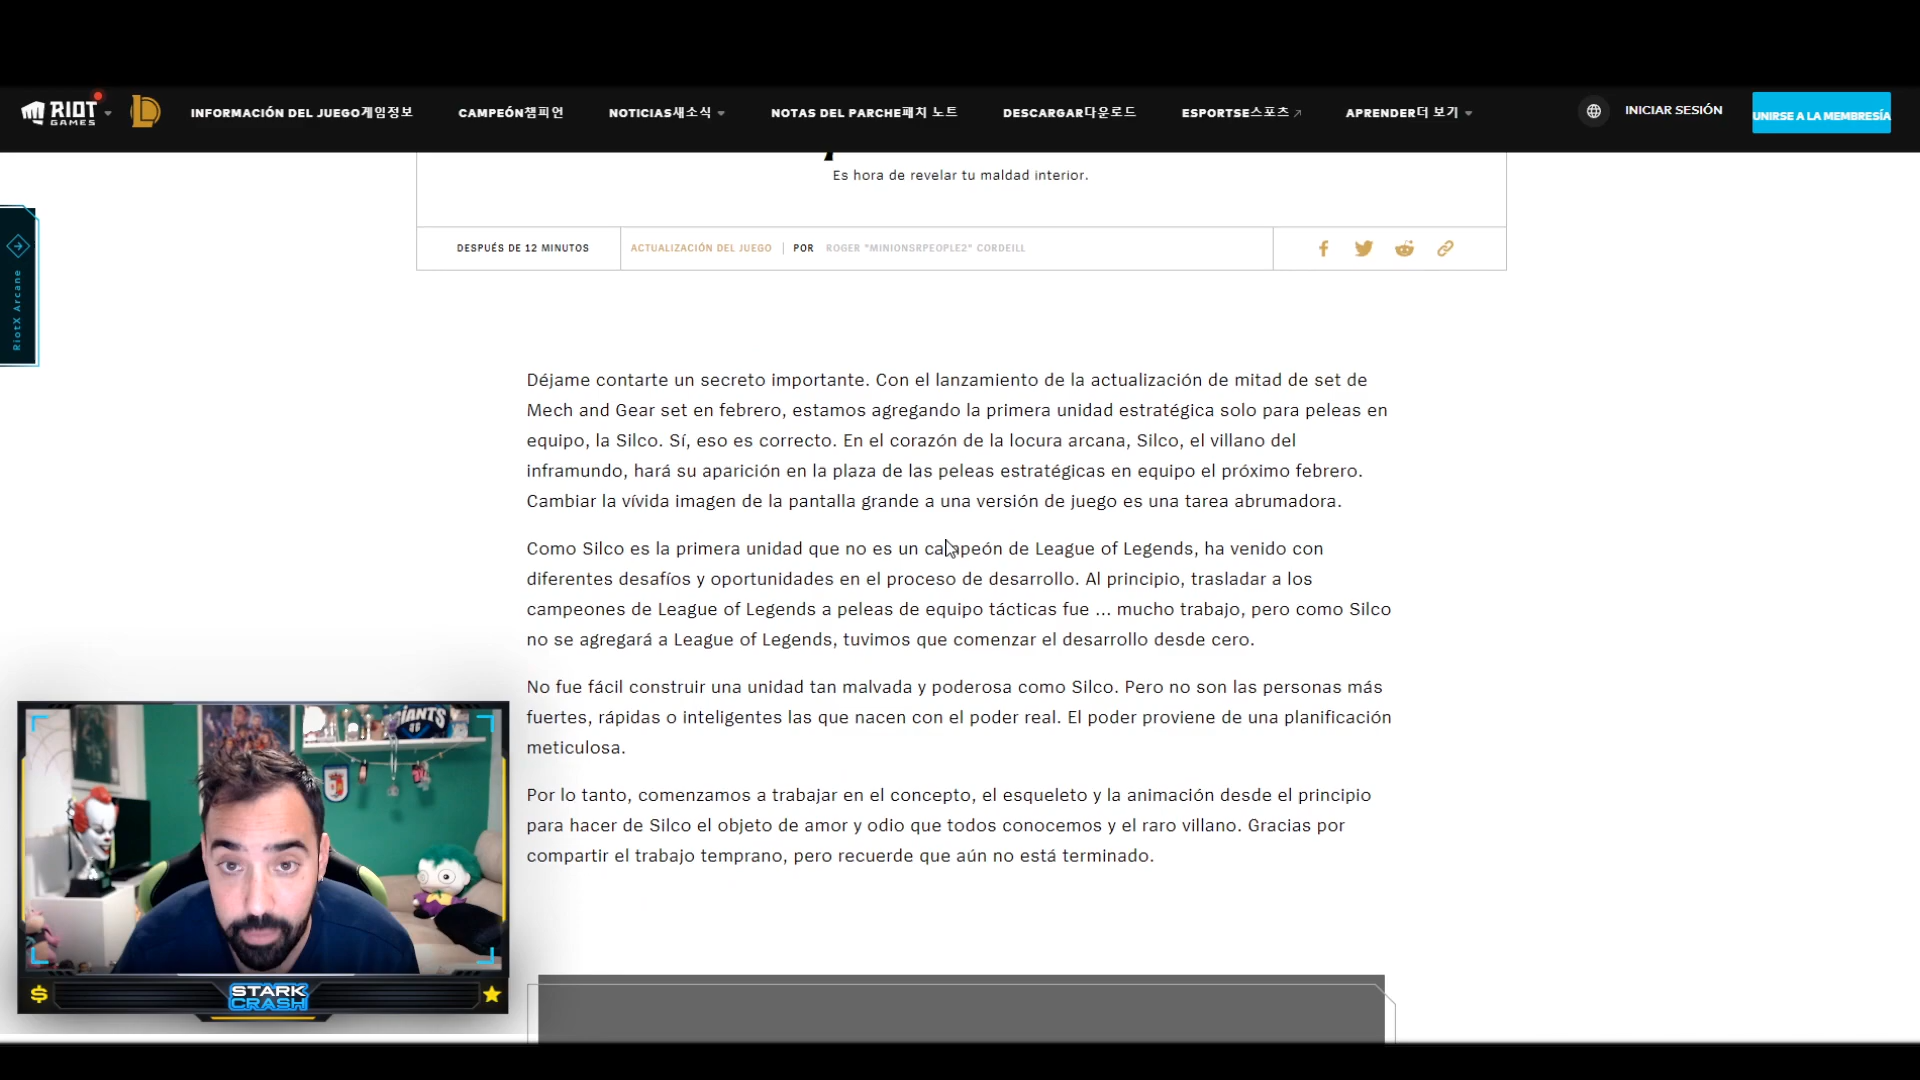 RIOT GAMES
INFORMACIÓN DEL JUEGO게임정보
CAMPEÓN챔피언
NOTICIAS새소식
NOTAS DEL PARCHE패치 노트
DESCARGAR다운로드
ESPORTSE스포츠
APRENDER더 보기
INICIAR SESIÓN
UNIRSE A LA MEMBRESÍA
Es hora de revelar tu maldad interior.
DESPUÉS DE 12 MINUTOS
ACTUALIZACIÓN DEL JUEGO | POR ROGER "MINIONSRPEOPLE2" CORDEILL
RiotX Arcane
Déjame contarte un secreto importante. Con el lanzamiento de la actualización de mitad de set de
Mech and Gear set en febrero, estamos agregando la primera unidad estratégica solo para peleas en
equipo, la Silco. Sí, eso es correcto. En el corazón de la locura arcana, Silco, el villano del
inframundo, hará su aparición en la plaza de las peleas estratégicas en equipo el próximo febrero.
Cambiar la vívida imagen de la pantalla grande a una versión de juego es una tarea abrumadora.
Como Silco es la primera unidad que no es un campeón de League of Legends, ha venido con
diferentes desafíos y oportunidades en el proceso de desarrollo. Al principio, trasladar a los
campeones de League of Legends a peleas de equipo tácticas fue ... mucho trabajo, pero como Silco
no se agregará a League of Legends, tuvimos que comenzar el desarrollo desde cero.
No fue fácil construir una unidad tan malvada y poderosa como Silco. Pero no son las personas más
fuertes, rápidas o inteligentes las que nacen con el poder real. El poder proviene de una planificación
meticulosa.
Por lo tanto, comenzamos a trabajar en el concepto, el esqueleto y la animación desde el principio
para hacer de Silco el objeto de amor y odio que todos conocemos y el raro villano. Gracias por
compartir el trabajo temprano, pero recuerde que aún no está terminado.
GIANTS
STARK
CRASH